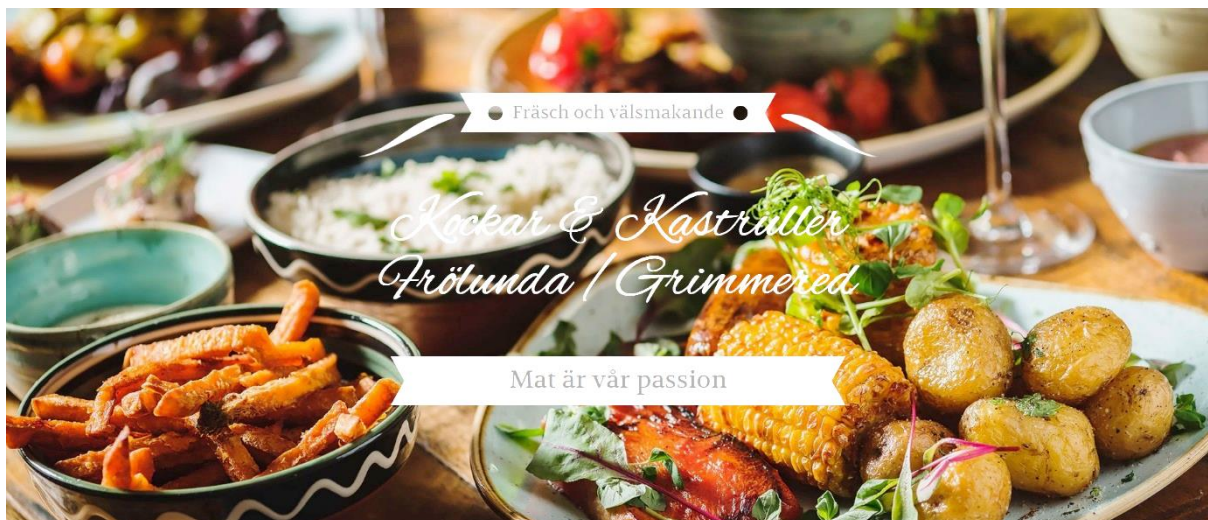 Fräsch och välsmakande
Kockar & Kastruller
Frölunda / Grimmered
Mat är vår passion